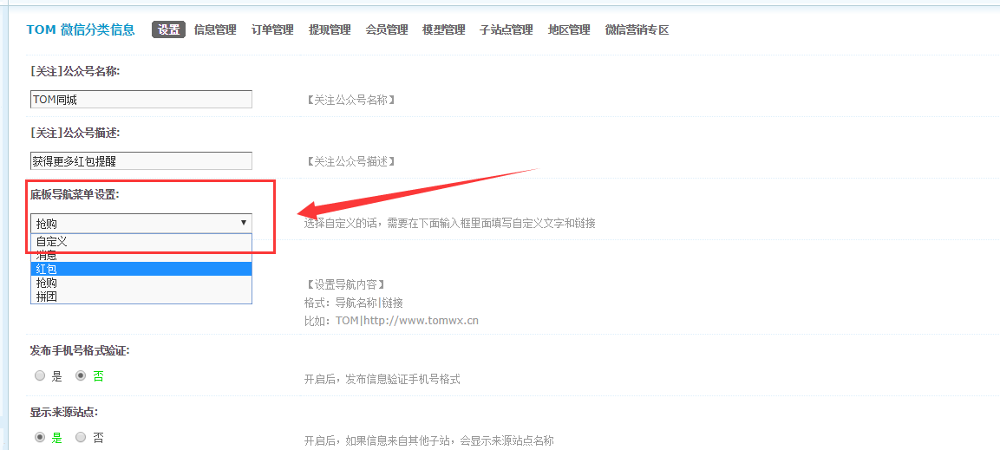 TOM 微信分类信息 设置 信息管理 订单管理 提现管理 会员管理 模型管理 子站点管理 地区管理 微信营销专区
[关注]公众号名称:
TOM同城 【关注公众号名称】
[关注]公众号描述:
获得更多红包提醒 【关注公众号描述】
底板导航菜单设置:
抢购 选择自定义的话，需要在下面输入框里面填写自定义文字和链接
自定义
消息
红包
抢购 【设置导航内容】
拼团 格式：导航名称|链接
比如：TOM|http://www.tomwx.cn
发布手机号格式验证:
是 否 开启后，发布信息验证手机号格式
显示来源站点:
是 否 开启后，如果信息来自其他子站，会显示来源站点名称